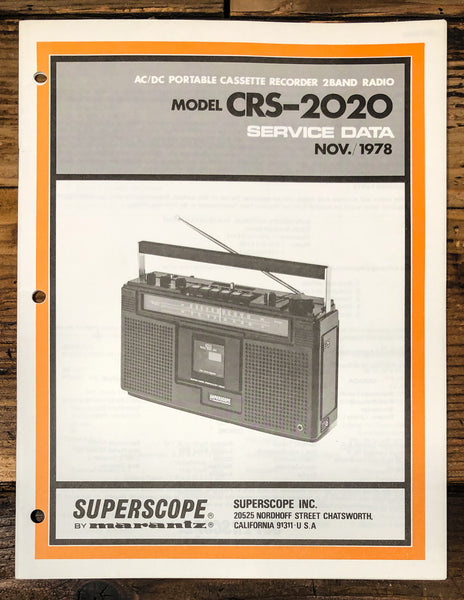 AC/DC PORTABLE CASSETTE RECORDER 2BAND RADIO
MODEL CRS-2020
SERVICE DATA
NOV./1978
SUPERSCOPE
SUPERSCOPE®
BY marantz®
SUPERSCOPE INC.
20525 NORDHOFF STREET CHATSWORTH,
CALIFORNIA 91311·U S.A